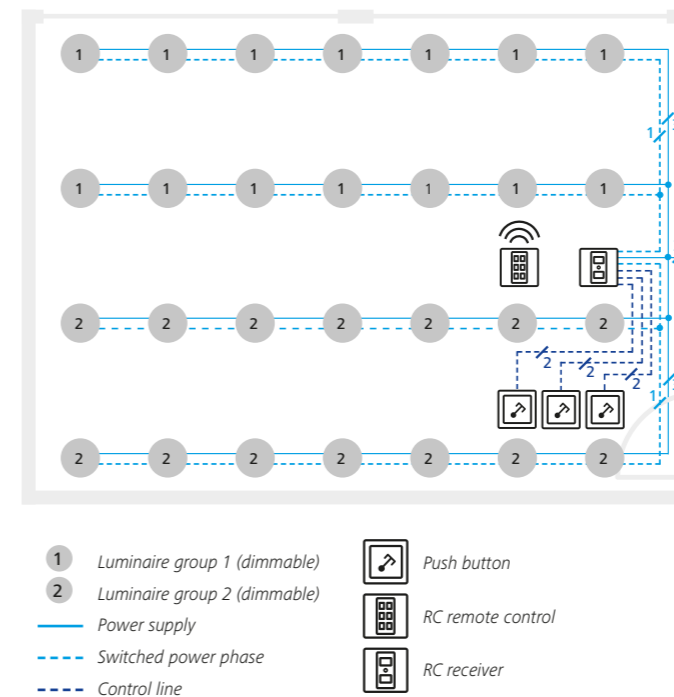 1 1 1 1 1 1 1
1
1 1 1 1 1 1 1
2 2 2 2 2 2 2
2 2 2
1
2 2 2 2 2 2 2
1 Luminaire group 1 (dimmable)
2 Luminaire group 2 (dimmable)
Power supply
Switched power phase
Control line
Push button
RC remote control
RC receiver